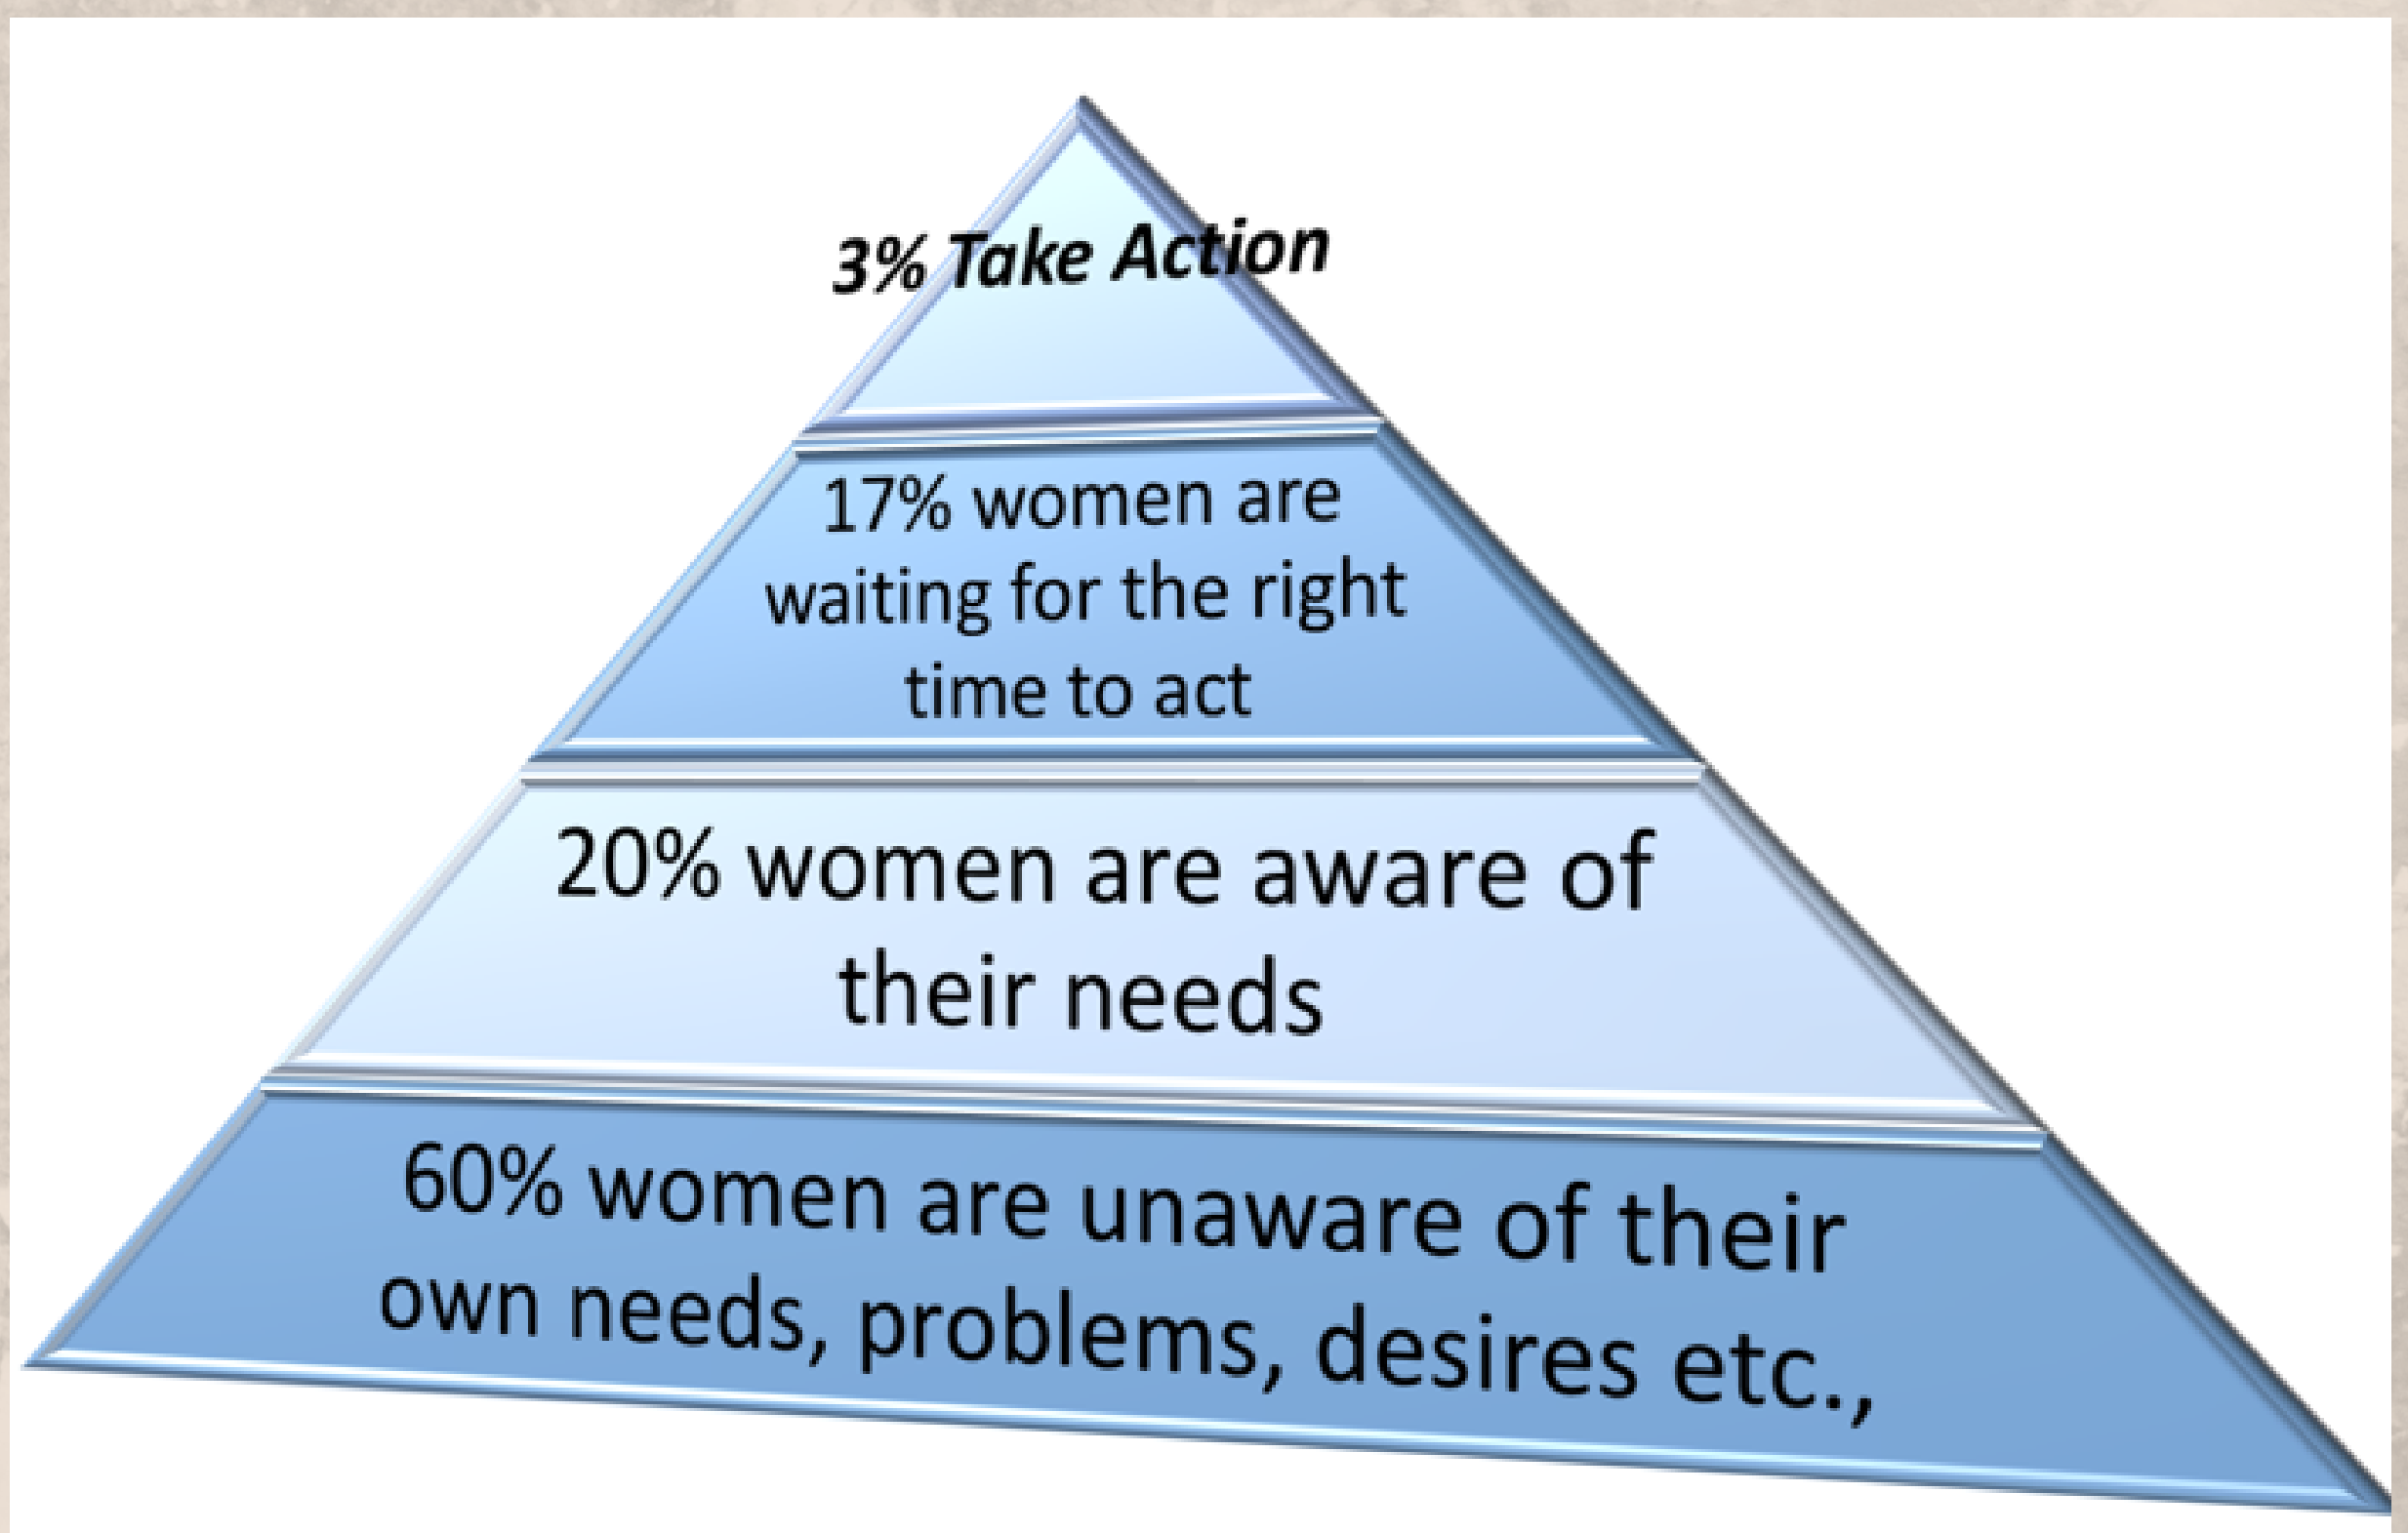 3% Take Action
17% women are
waiting for the right
time to act
20% women are aware of
their needs
60% women are unaware of their
own needs, problems, desires etc.,